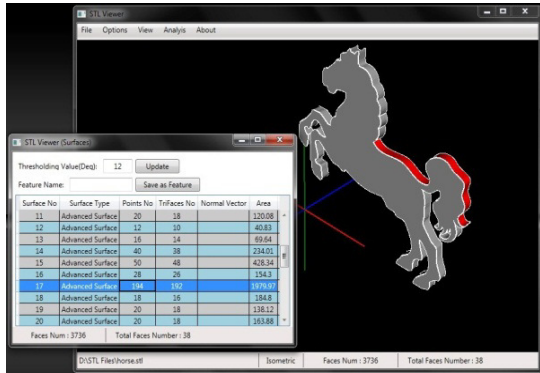 STL Viewer
File Options View Analyis About
STL Viewer (Surfaces)
Thresholding Value(Deg): 12 Update
Feature Name: Save as Feature
Surface No Surface Type Points No TriFaces No Normal Vector Area
11 Advanced Surface 20 18 120.08
12 Advanced Surface 12 10 40.83
13 Advanced Surface 16 14 69.64
14 Advanced Surface 40 38 234.01
15 Advanced Surface 50 48 428.34
16 Advanced Surface 28 26 154.3
17 Advanced Surface 194 192 1979.97
18 Advanced Surface 18 16 184.8
19 Advanced Surface 20 18 138.12
20 Advanced Surface 20 18 163.88
Faces Num : 3736 Total Faces Number : 38
D:\STL Files\horse.stl Isometric Faces Num : 3736 Total Faces Number : 38